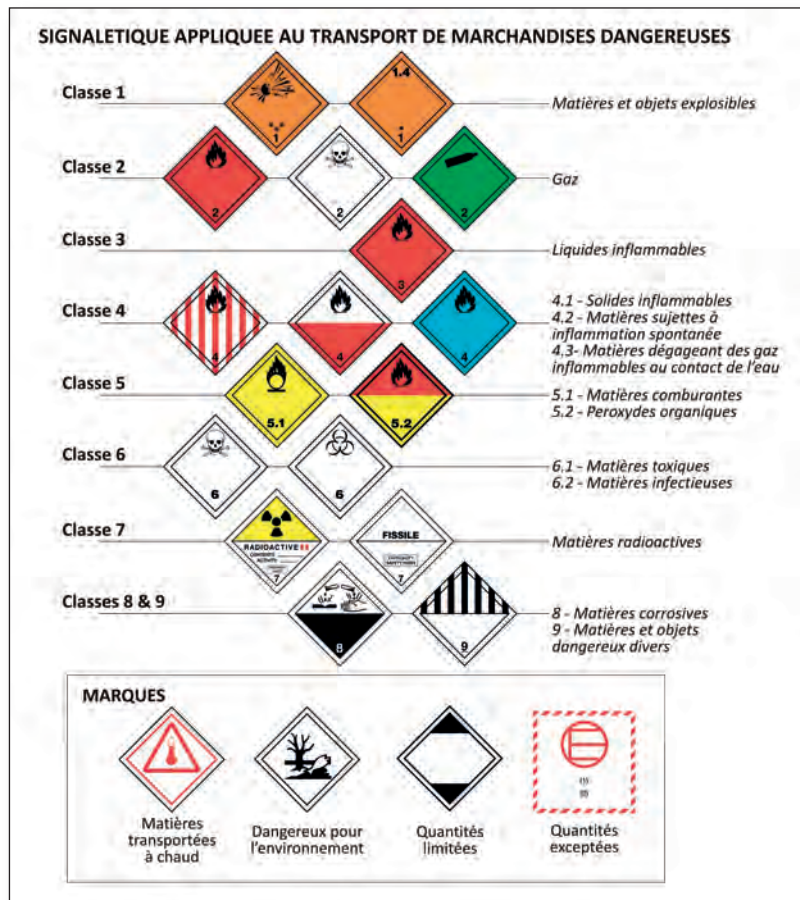 SIGNALETIQUE APPLIQUEE AU TRANSPORT DE MARCHANDISES DANGEREUSES
Classe 1
1
1.4
1
Matières et objets explosibles
Classe 2
2
2
2
Gaz
Classe 3
3
Liquides inflammables
Classe 4
4
4
4
4.1 - Solides inflammables
4.2 - Matières sujettes à
inflammation spontanée
4,3- Matières dégageant des gaz
inflammables au contact de l'eau
Classe 5
5.1
5.2
5.1 - Matières comburantes
5.2 - Peroxydes organiques
Classe 6
6
6
6.1 - Matières toxiques
6.2 - Matières infectieuses
Classe 7
RADIOACTIVE II
7
FISSILE
7
Matières radioactives
Classes 8 & 9
8
9
8 - Matières corrosives
9 - Matières et objets
dangereux divers
MARQUES
Matières
transportées
à chaud
Dangereux pour
l'environnement
Quantités
limitées
Quantités
exceptées